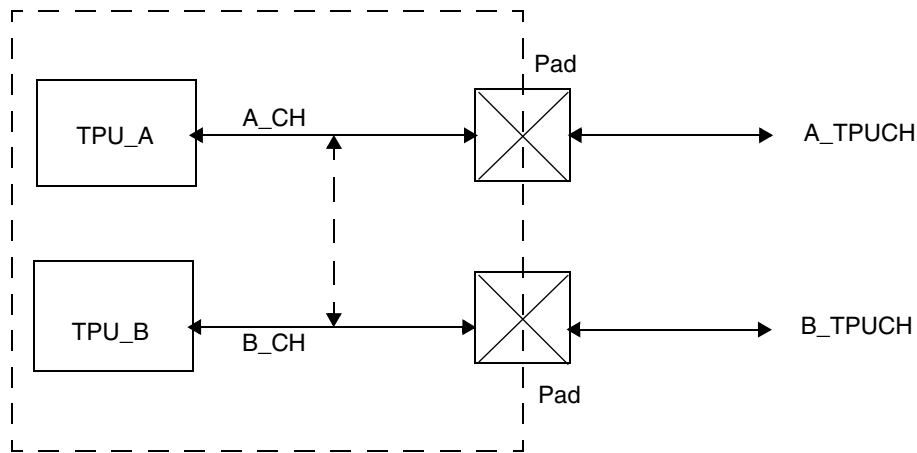 Pad
TPU_A
A_CH
A_TPUCH
TPU_B
B_CH
B_TPUCH
Pad